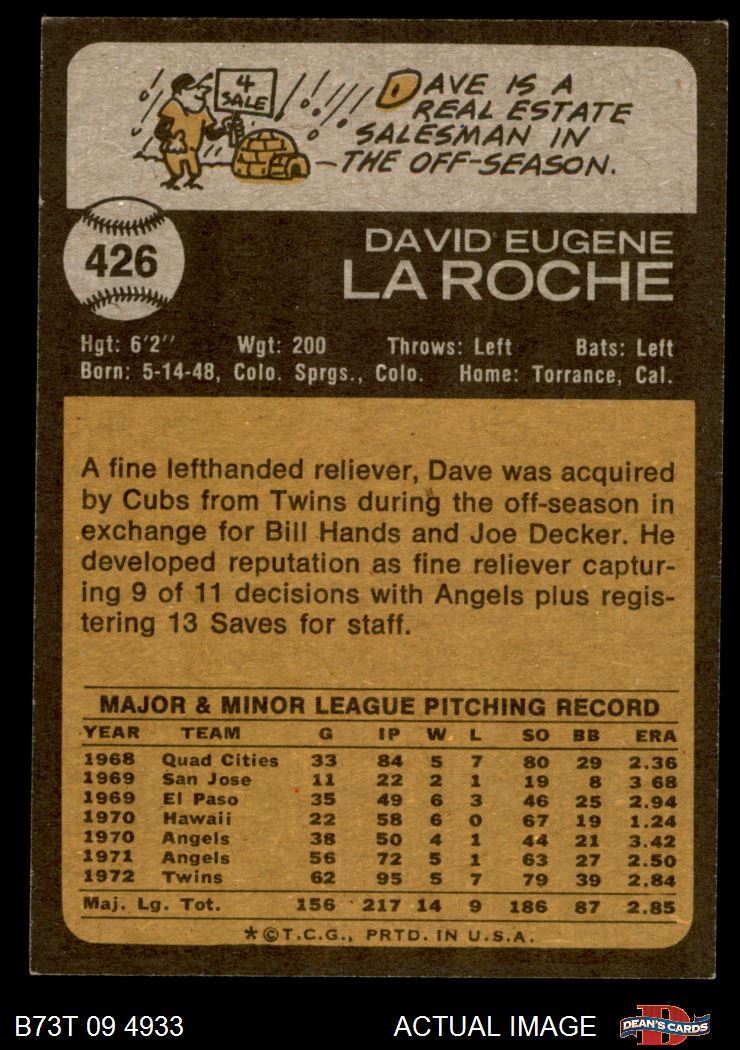 4
SALE
DAVE IS A
REAL ESTATE
SALESMAN IN
THE OFF-SEASON.
426
DAVID EUGENE
LA ROCHE
Hgt: 6'2" Wgt: 200 Throws: Left Bats: Left
Born: 5-14-48, Colo. Sprgs., Colo. Home: Torrance, Cal.
A fine lefthanded reliever, Dave was acquired
by Cubs from Twins during the off-season in
exchange for Bill Hands and Joe Decker. He
developed reputation as fine reliever captur-
ing 9 of 11 decisions with Angels plus regis-
tering 13 Saves for staff.
MAJOR & MINOR LEAGUE PITCHING RECORD
YEAR TEAM G IP W L SO BB ERA
1968 Quad Cities 33 84 5 7 80 29 2.36
1969 San Jose 11 22 2 1 19 8 3 68
1969 El Paso 35 49 6 3 46 25 2.94
1970 Hawaii 22 58 6 0 67 19 1.24
1970 Angels 38 50 4 1 44 21 3.42
1971 Angels 56 72 5 1 63 27 2.50
1972 Twins 62 95 5 7 79 39 2.84
Maj. Lg. Tot. 156 217 14 9 186 87 2.85
*©T.C.G., PRTD. IN U.S.A.
B73T 09 4933 ACTUAL IMAGE
D
DEAN'S CARDS